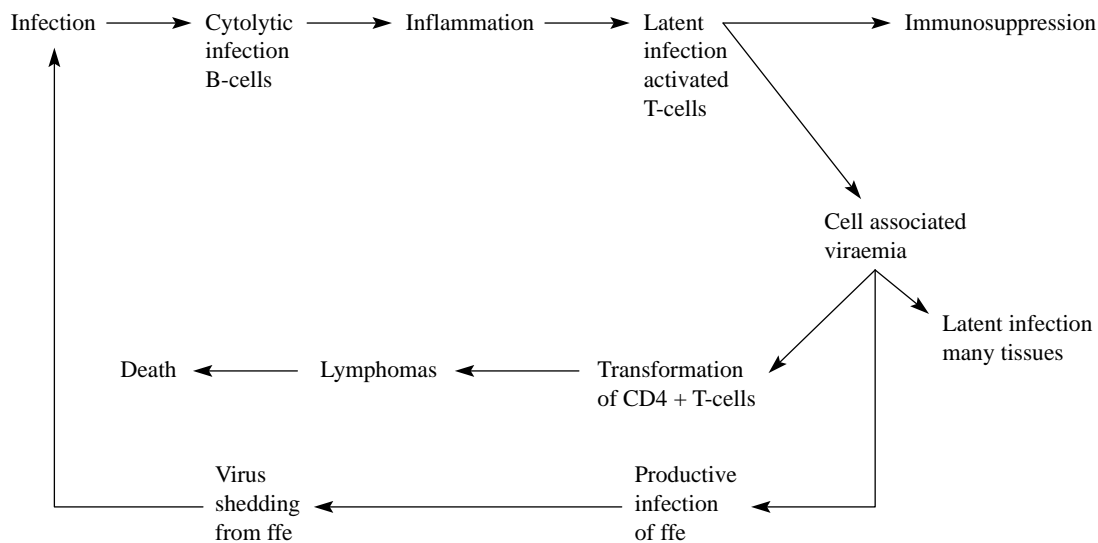 Infection
Cytolytic
infection
B-cells
Inflammation
Latent
infection
activated
T-cells
Immunosuppression
Cell associated
viraemia
Latent infection
many tissues
Death
Lymphomas
Transformation
of CD4 + T-cells
Virus
shedding
from ffe
Productive
infection
of ffe